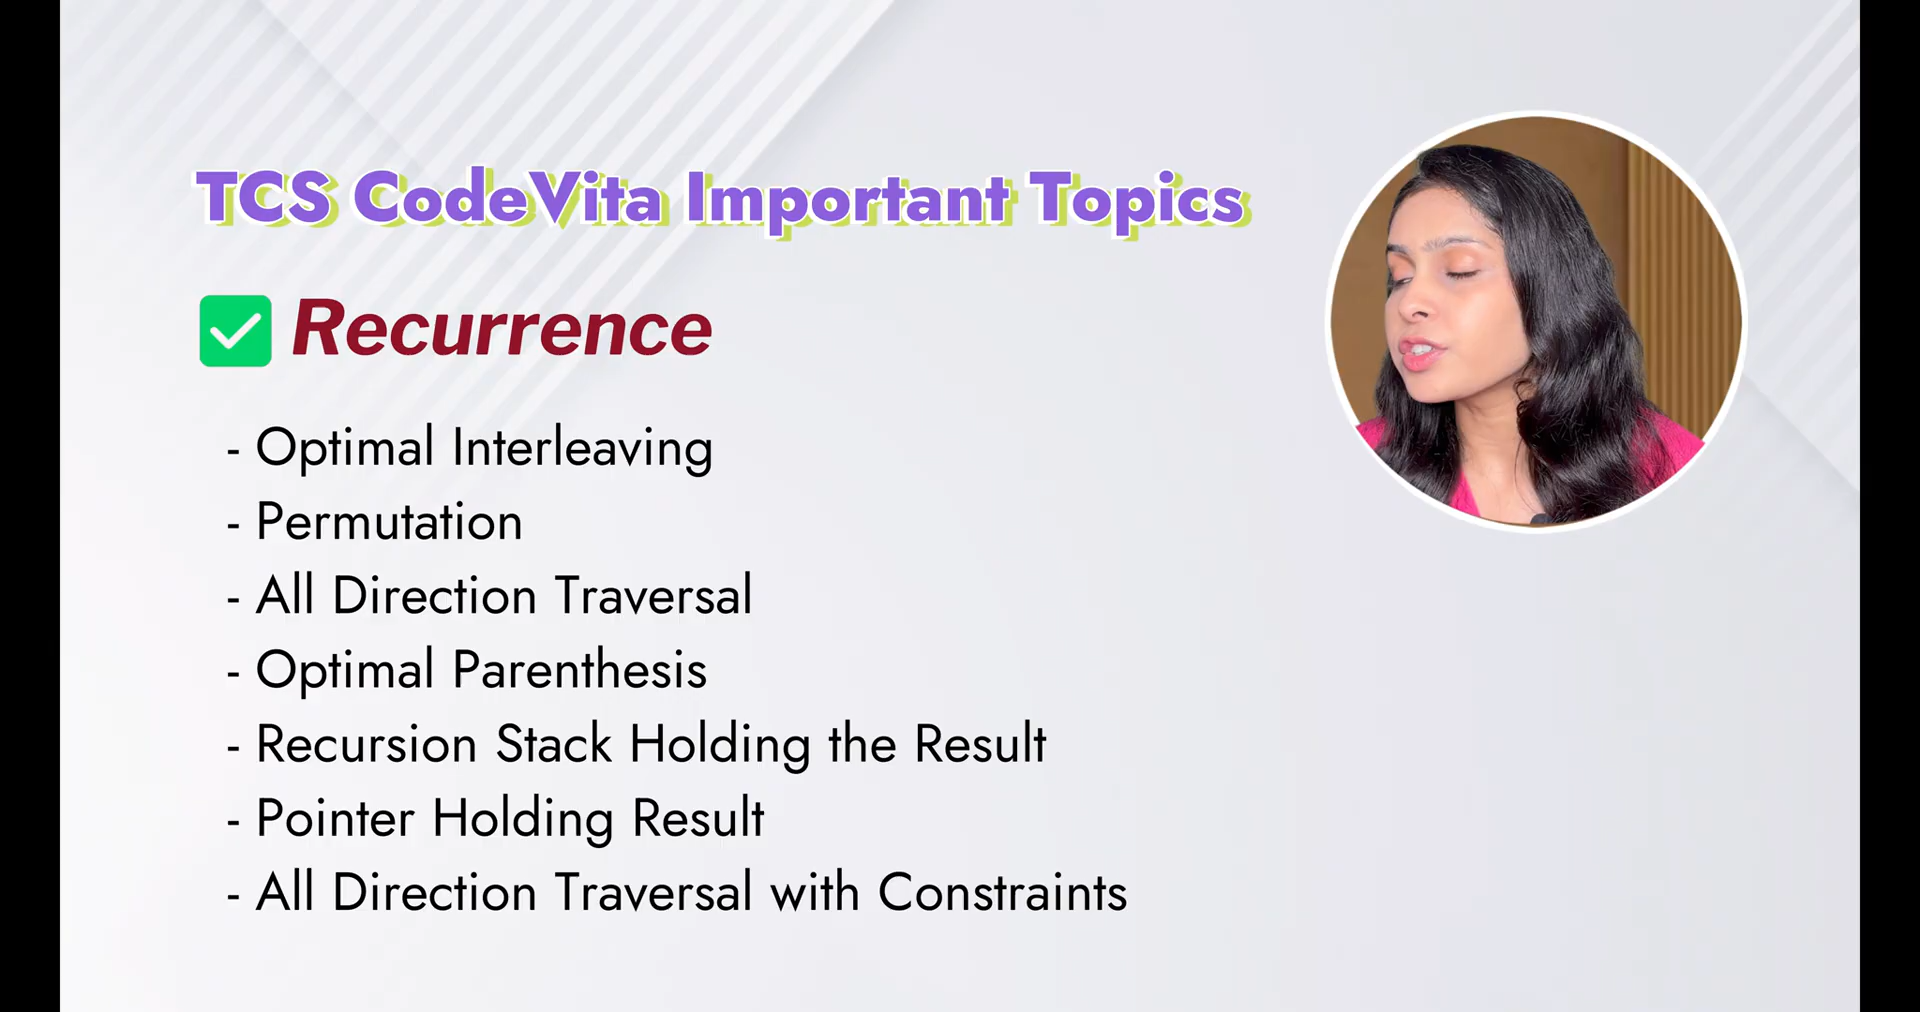 TCS CodeVita Important Topics
Recurrence
- Optimal Interleaving
- Permutation
- All Direction Traversal
- Optimal Parenthesis
- Recursion Stack Holding the Result
- Pointer Holding Result
- All Direction Traversal with Constraints